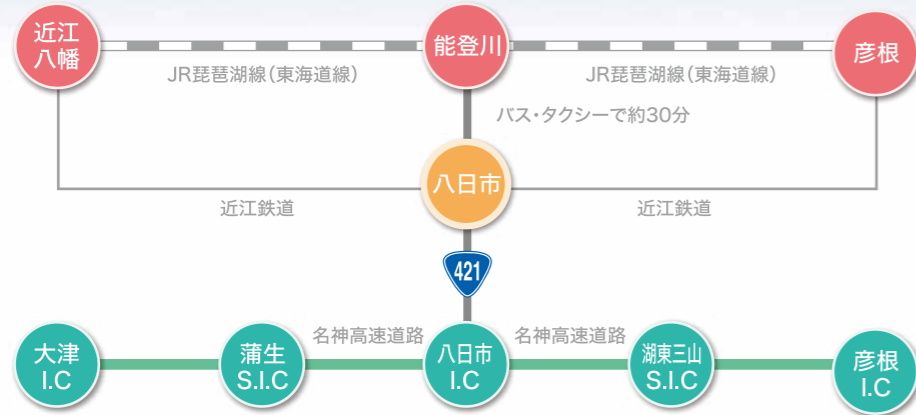 近江
八幡
能登川
彦根
JR琵琶湖線(東海道線)
JR琵琶湖線(東海道線)
バス・タクシーで約30分
八日市
近江鉄道
近江鉄道
421
名神高速道路
名神高速道路
大津
I.C
蒲生
S.I.C
八日市
I.C
湖東三山
S.I.C
彦根
I.C